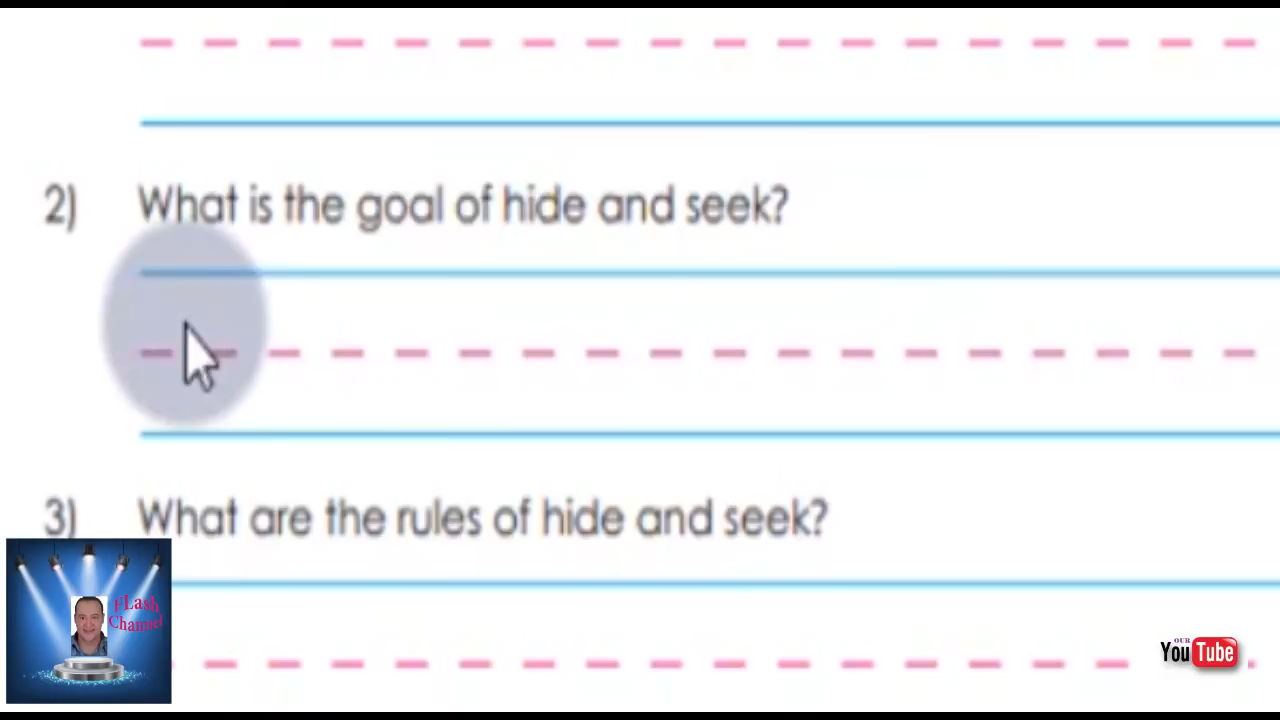 2) What is the goal of hide and seek?
3) What are the rules of hide and seek?
FLash
Channel
OUR
YouTube